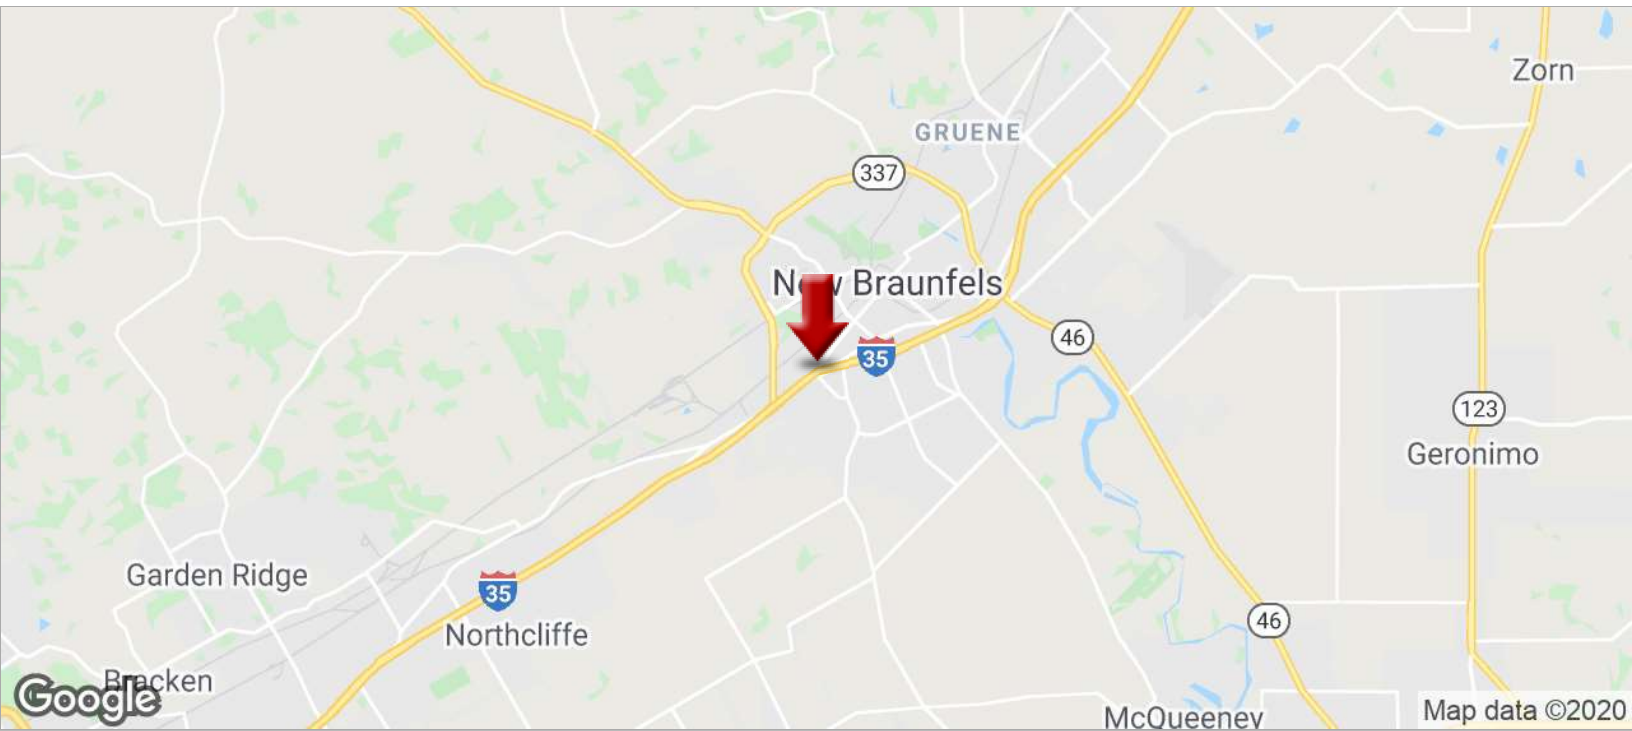 Zorn
GRUENE
337
New Braunfels
46
35
123
Geronimo
Garden Ridge
35
46
Northcliffe
Bracken
Google
McQueeney
Map data ©2020